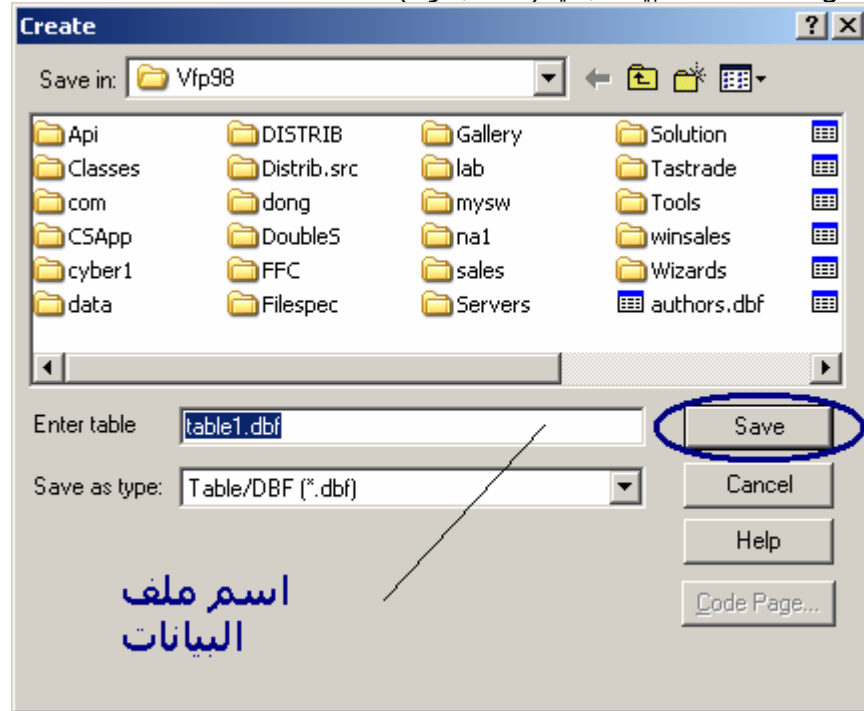 Create
Save in: Vfp98
Api DISTRIB Gallery Solution
Classes Distrib.src lab Tastrade
com dong mysw Tools
CSApp DoubleS na1 winsales
cyber1 FFC sales Wizards
data Filespec Servers authors.dbf
Enter table table1.dbf Save
Save as type: Table/DBF (*.dbf) Cancel
Help
اسم ملف
البيانات
Code Page...